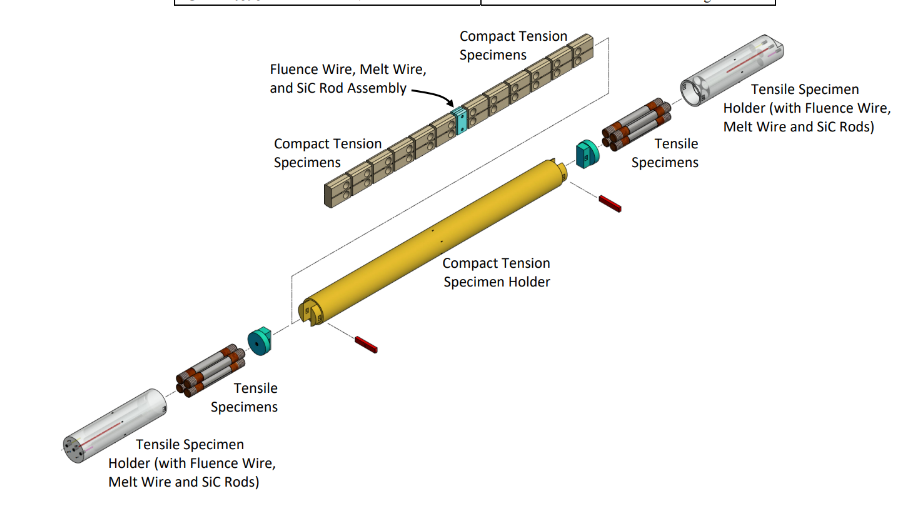 Compact Tension
Specimens
Fluence Wire, Melt Wire,
and SiC Rod Assembly
Compact Tension
Specimens
Tensile Specimen
Holder (with Fluence Wire,
Melt Wire and SiC Rods)
Tensile
Specimens
Compact Tension
Specimen Holder
Tensile
Specimens
Tensile Specimen
Holder (with Fluence Wire,
Melt Wire and SiC Rods)